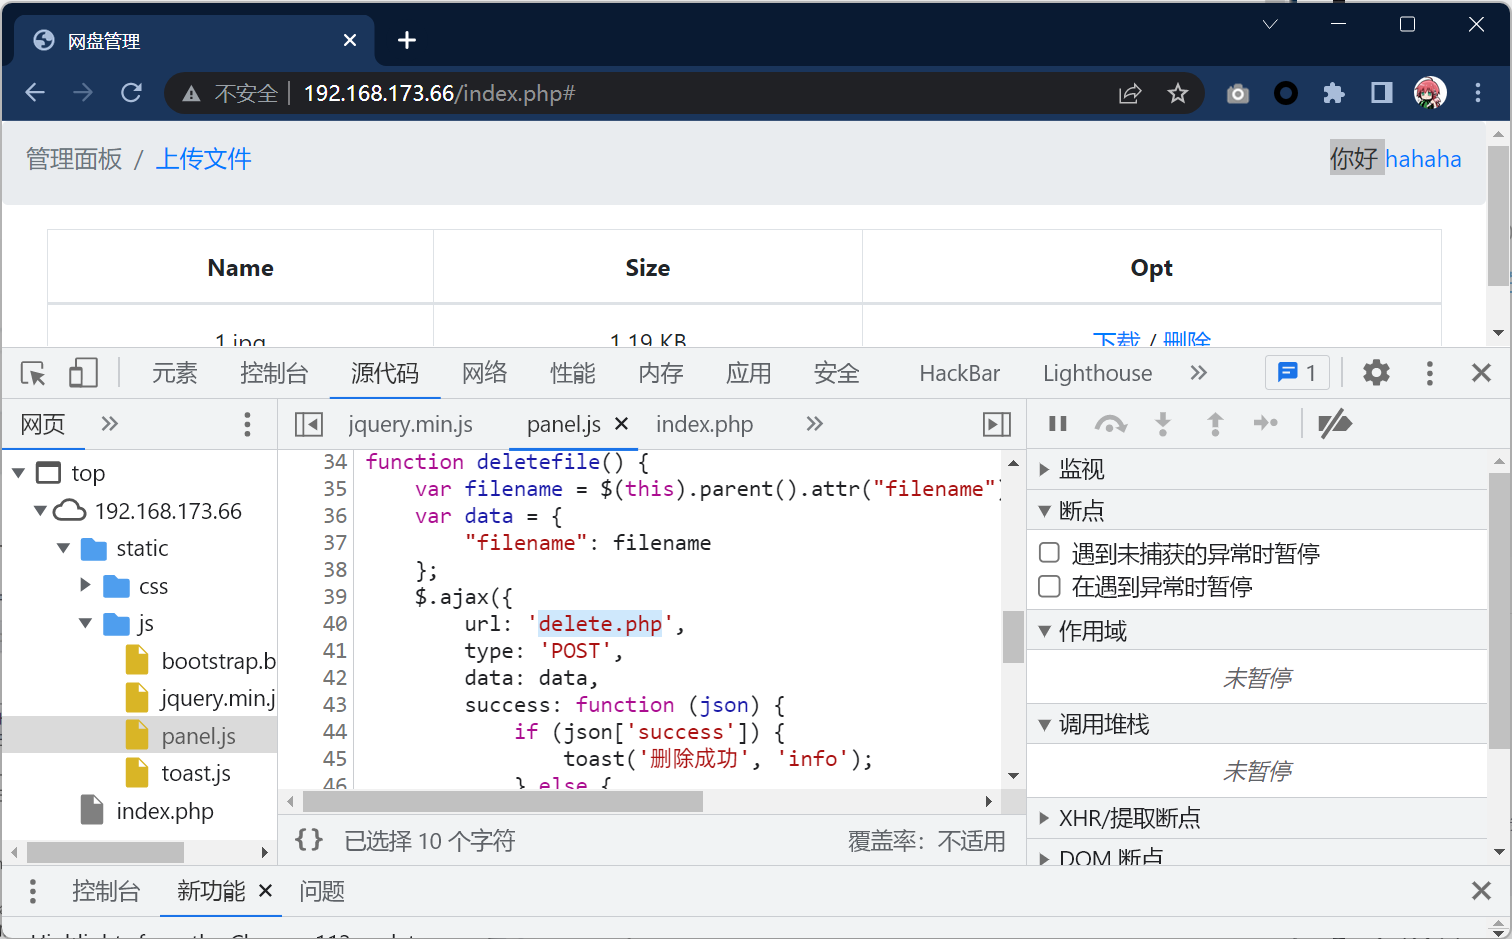 网盘管理
不安全 192.168.173.66/index.php#
管理面板 / 上传文件
你好 hahaha
Name Size Opt
1.jpg 1.19 KB 下载 / 删除
元素 控制台 源代码 网络 性能 内存 应用 安全 HackBar Lighthouse 1
网页
jquery.min.js panel.js index.php
top
192.168.173.66
static
css
js
bootstrap.b
jquery.min.j
panel.js
toast.js
index.php
34 function deletefile() {
35 var filename = $(this).parent().attr("filename")
36 var data = {
37 "filename": filename
38 };
39 $.ajax({
40 url: 'delete.php',
41 type: 'POST',
42 data: data,
43 success: function (json) {
44 if (json['success']) {
45 toast('删除成功', 'info');
46 } else {
{} 已选择 10 个字符 覆盖率: 不适用
监视
断点
遇到未捕获的异常时暂停
在遇到异常时暂停
作用域
未暂停
调用堆栈
未暂停
XHR/提取断点
DOM 断点
控制台 新功能 问题